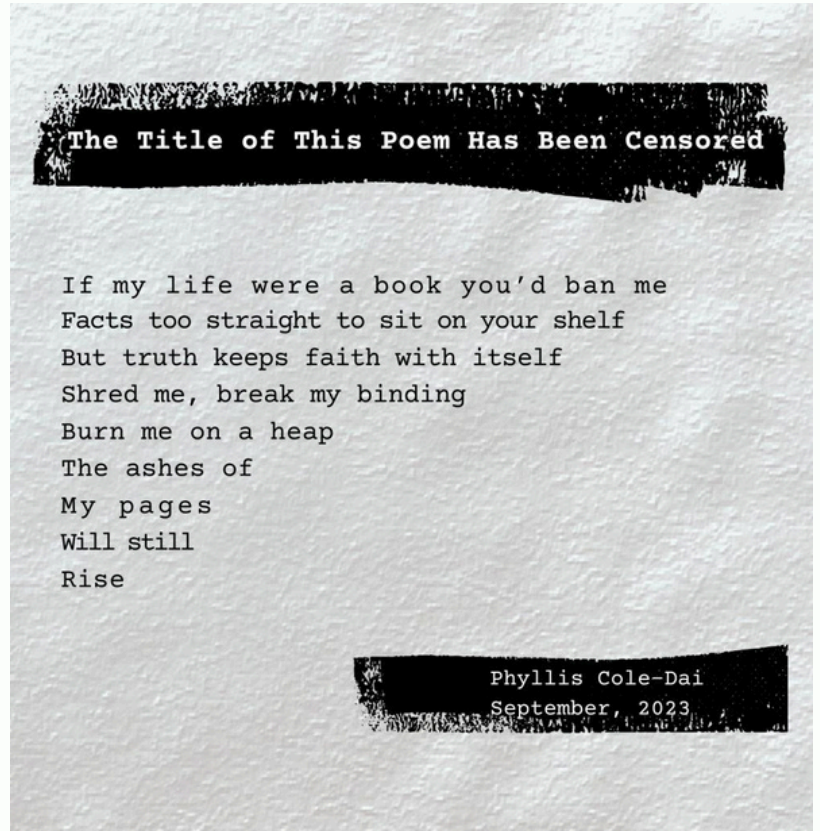 The Title of This Poem Has Been Censored
If my life were a book you’d ban me
Facts too straight to sit on your shelf
But truth keeps faith with itself
Shred me, break my binding
Burn me on a heap
The ashes of
My pages
Will still
Rise
Phyllis Cole-Dai
September, 2023